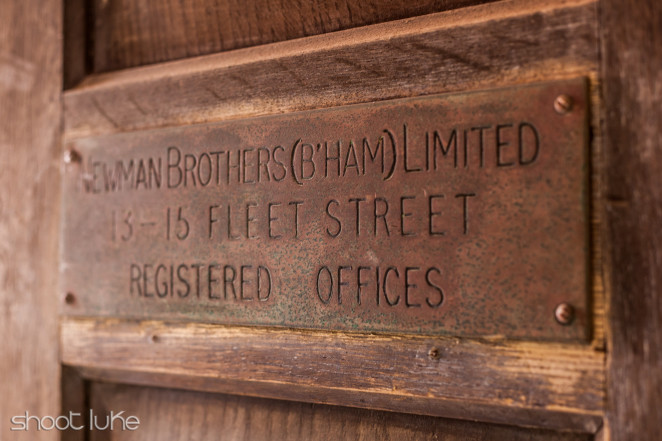 NEWMAN BROTHERS (B'HAM) LIMITED
13-15 FLEET STREET
REGISTERED OFFICES
shoot luke